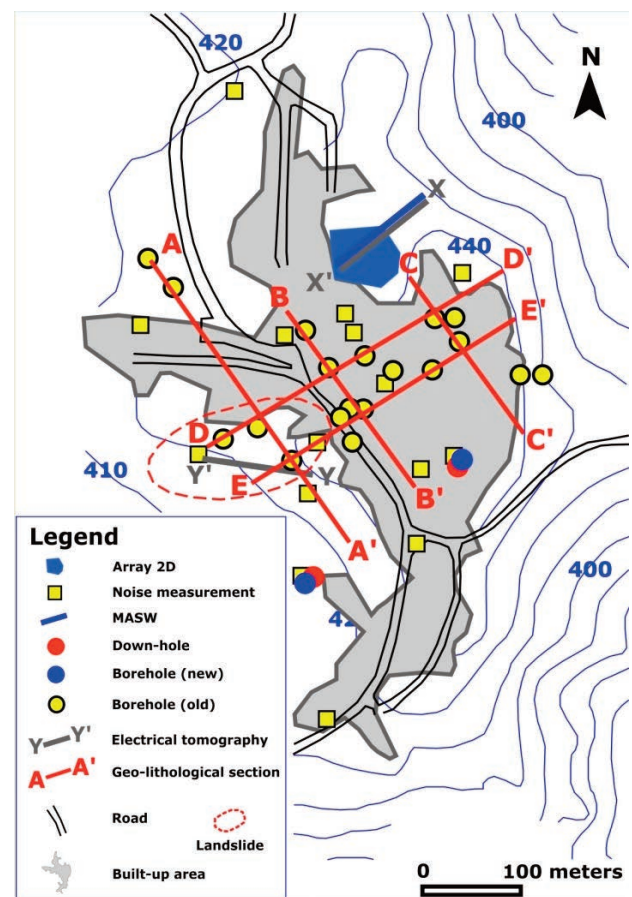 420
N
400
X
A
X'
C
440
D'
B
E'
D
C'
410
Y'
E
Y
B'
A'
400
Legend
Array 2D
Noise measurement
MASW
Down-hole
Borehole (new)
Borehole (old)
Y Y' Electrical tomography
A A' Geo-lithological section
Road
Landslide
Built-up area
0 100 meters